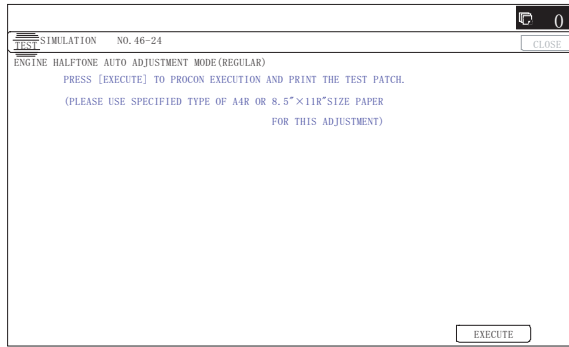 0
TEST SIMULATION NO.46-24
CLOSE
ENGINE HALFTONE AUTO ADJUSTMENT MODE(REGULAR)
PRESS [EXECUTE] TO PROCON EXECUTION AND PRINT THE TEST PATCH.
(PLEASE USE SPECIFIED TYPE OF A4R OR 8.5″×11R″SIZE PAPER
FOR THIS ADJUSTMENT)
EXECUTE